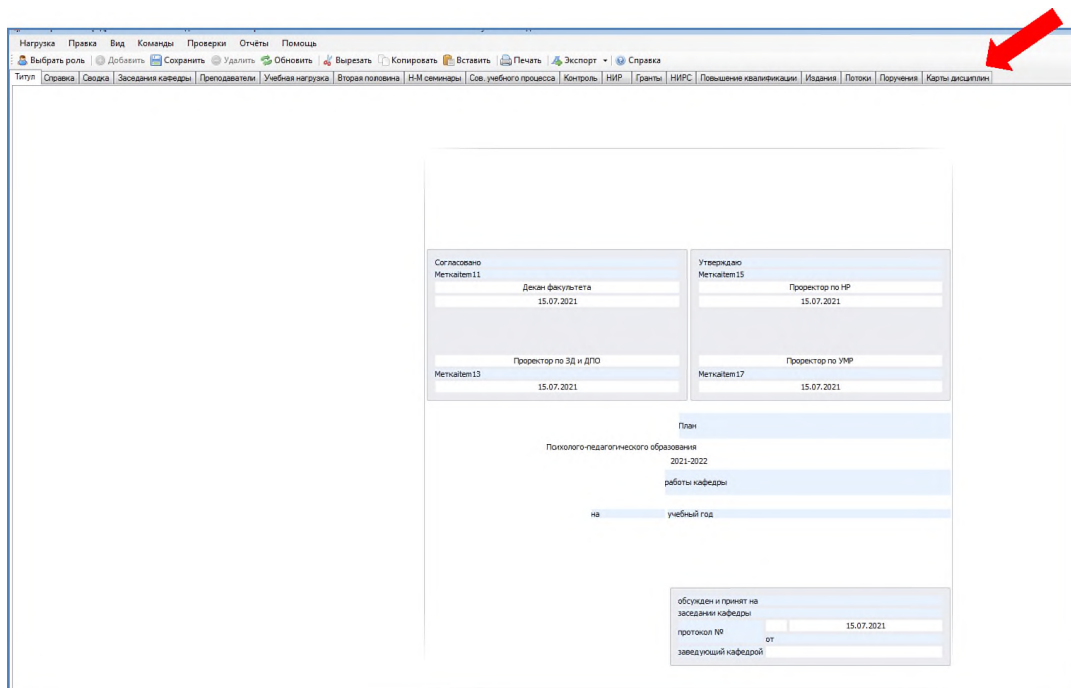 Нагрузка Правка Вид Команды Проверки Отчёты Помощь
Выбрать роль Добавить Сохранить Удалить Обновить Вырезать Копировать Вставить Печать Экспорт Справка
Титул Справка Сводка Заседания кафедры Преподаватели Учебная нагрузка Вторая половина Н-М семинары Сов. учебного процесса Контроль НИР Гранты НИРС Повышение квалификации Издания Потоки Поручения Карты дисциплин
Согласовано Утверждаю
Меткаitem11 Меткаitem15
Декан факультета Проректор по НР
15.07.2021 15.07.2021
Проректор по ЗД и ДПО Проректор по УМР
Меткаitem13 Меткаitem17
15.07.2021 15.07.2021
План
Психолого-педагогического образования
2021-2022
работы кафедры
на учебный год
обсужден и принят на
заседании кафедры
протокол № 15.07.2021
от
заведующий кафедрой